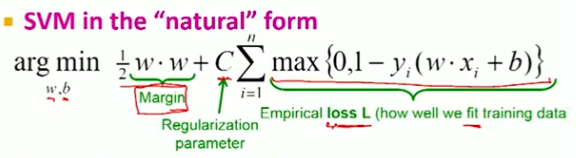 SVM in the "natural" form
arg min 1/2 w · w + C ∑ max{0,1 − yᵢ(w · xᵢ + b)}
w,b
n
i=1
Margin
Regularization
parameter
Empirical loss L (how well we fit training data